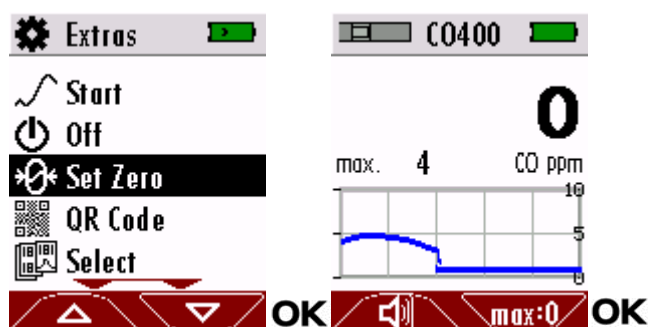 Extras
Start
Off
Set Zero
QR Code
Select
OK
CO400
0
max. 4 CO ppm
10
5
0
max:0
OK